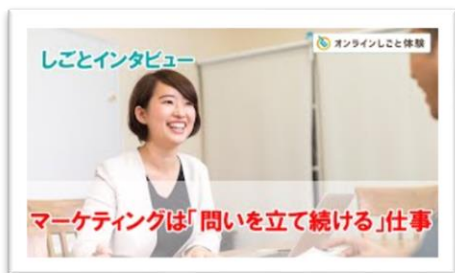 オンラインしごと体験
しごとインタビュー
マーケティングは「問いを立て続ける」仕事